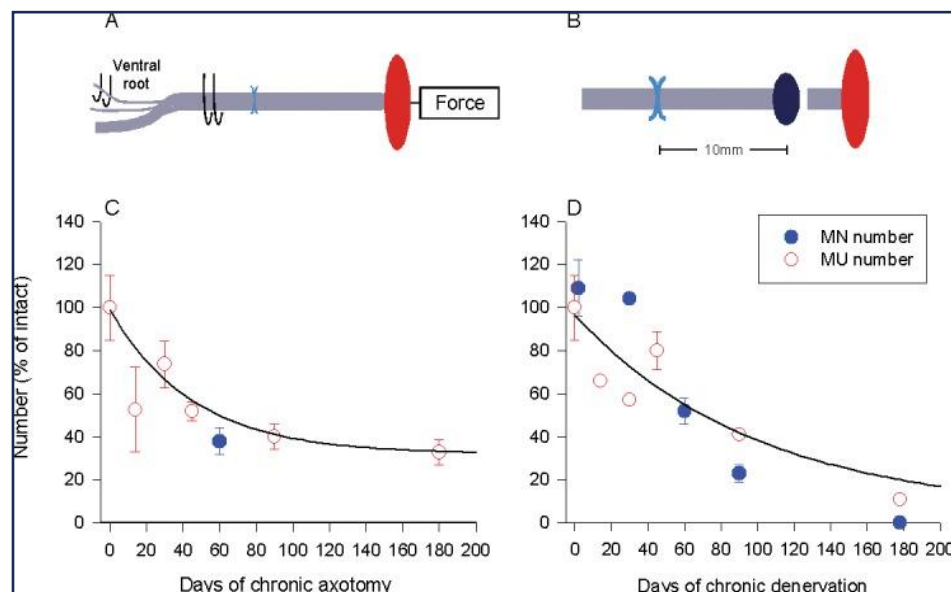 A
Ventral
root
Force
B
10mm
C
140
120
100
80
60
40
20
0
Number (% of intact)
0 20 40 60 80 100 120 140 160 180 200
Days of chronic axotomy
D
140
120
100
80
60
40
20
0
MN number
MU number
0 20 40 60 80 100 120 140 160 180 200
Days of chronic denervation